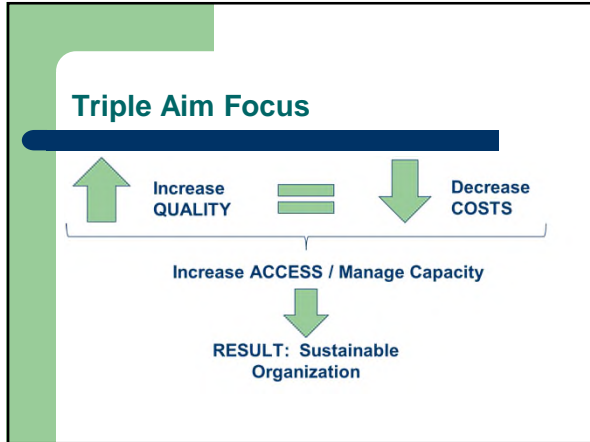 Triple Aim Focus
Increase
QUALITY
Decrease
COSTS
Increase ACCESS / Manage Capacity
RESULT:  Sustainable
Organization